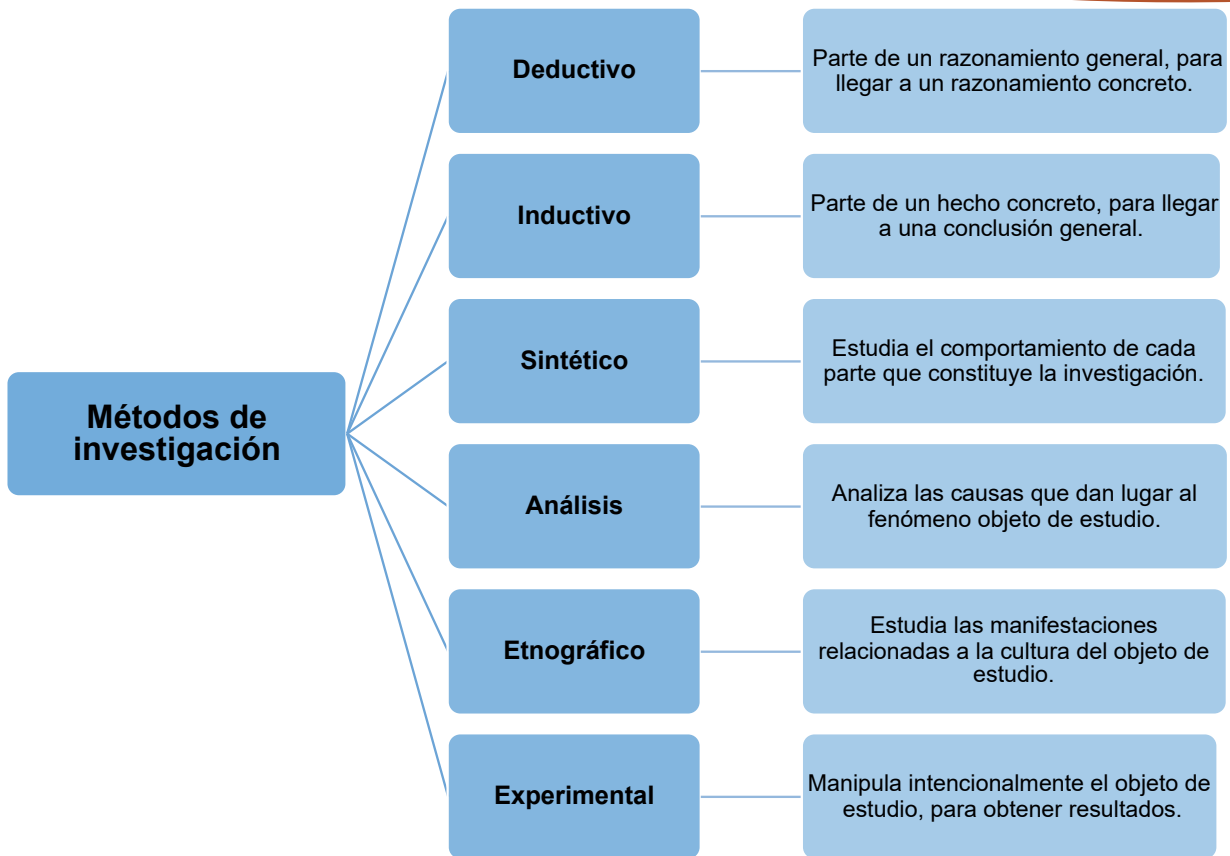 Deductivo
Parte de un razonamiento general, para
llegar a un razonamiento concreto.
Inductivo
Parte de un hecho concreto, para llegar
a una conclusión general.
Sintético
Estudia el comportamiento de cada
parte que constituye la investigación.
Métodos de
investigación
Análisis
Analiza las causas que dan lugar al
fenómeno objeto de estudio.
Etnográfico
Estudia las manifestaciones
relacionadas a la cultura del objeto de
estudio.
Experimental
Manipula intencionalmente el objeto de
estudio, para obtener resultados.